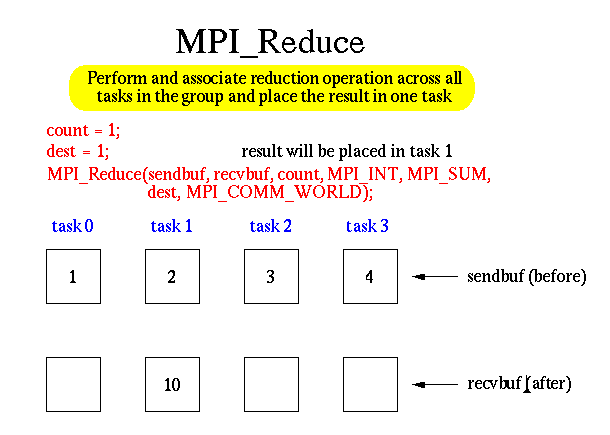 MPI_Reduce
Perform and associate reduction operation across all
tasks in the group and place the result in one task
count = 1;
dest = 1; result will be placed in task 1
MPI_Reduce(sendbuf, recvbuf, count, MPI_INT, MPI_SUM,
dest, MPI_COMM_WORLD);
task 0 task 1 task 2 task 3
1 2 3 4 sendbuf (before)
10 recvbuf (after)